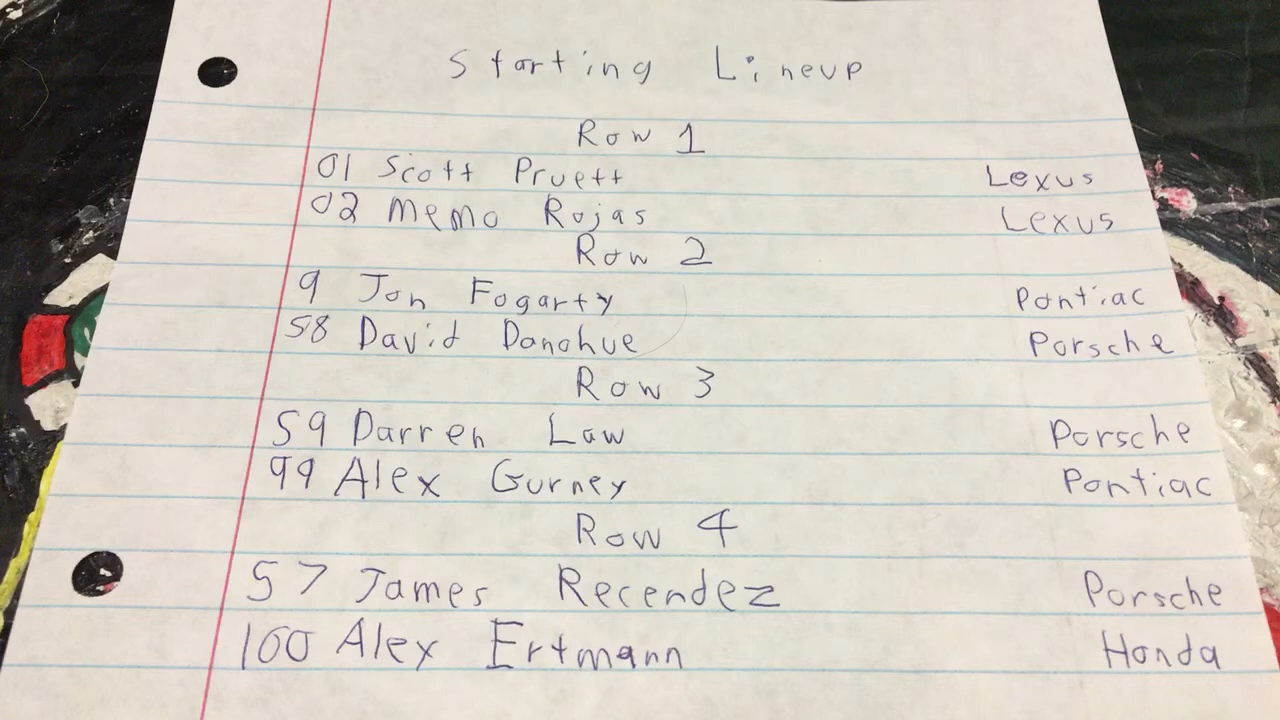 Starting Lineup
Row 1
01 Scott Pruett Lexus
02 Memo Rojas Lexus
Row 2
9 Jon Fogarty Pontiac
58 David Donohue Porsche
Row 3
59 Darren Law Porsche
99 Alex Gurney Pontiac
Row 4
57 James Recendez Porsche
100 Alex Ertmann Honda